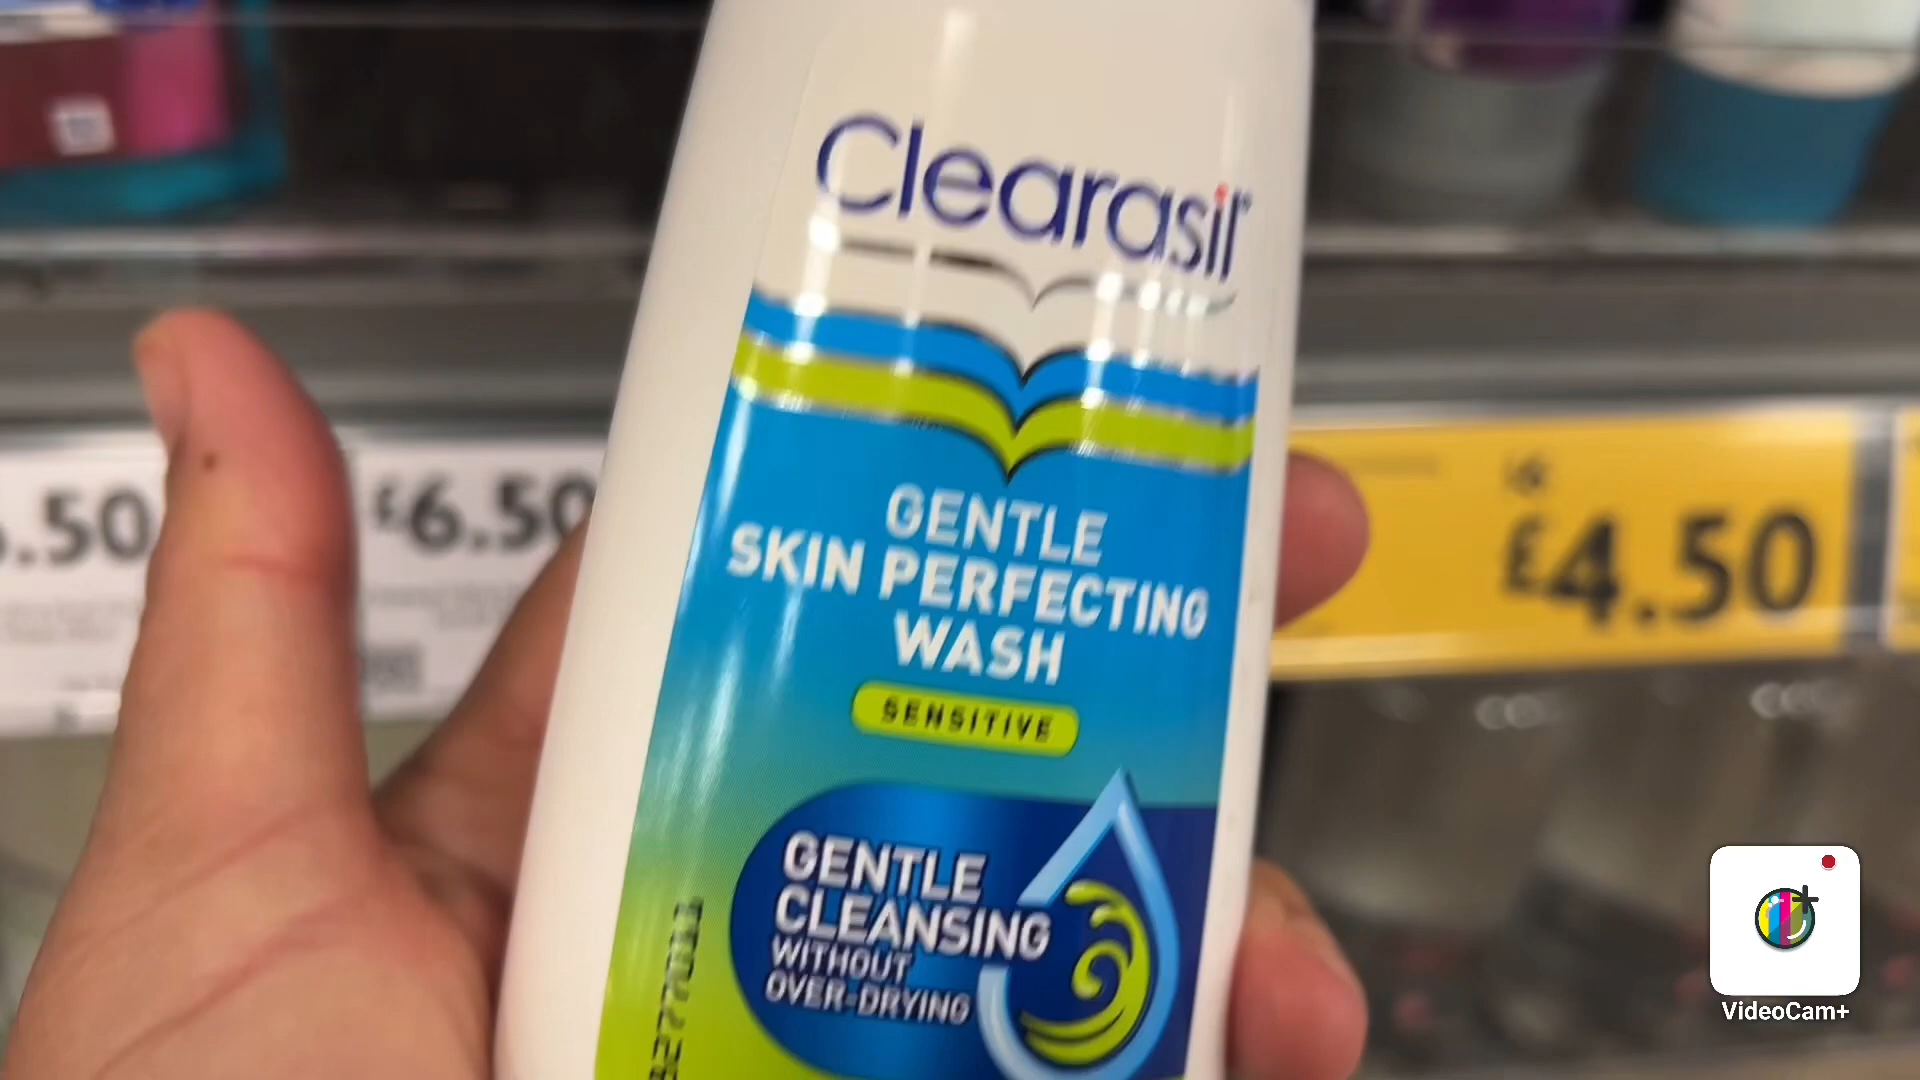 Clearasil
GENTLE
SKIN PERFECTING
WASH
SENSITIVE
GENTLE
CLEANSING
WITHOUT
OVER-DRYING
.50
£6.50
£4.50
VideoCam+